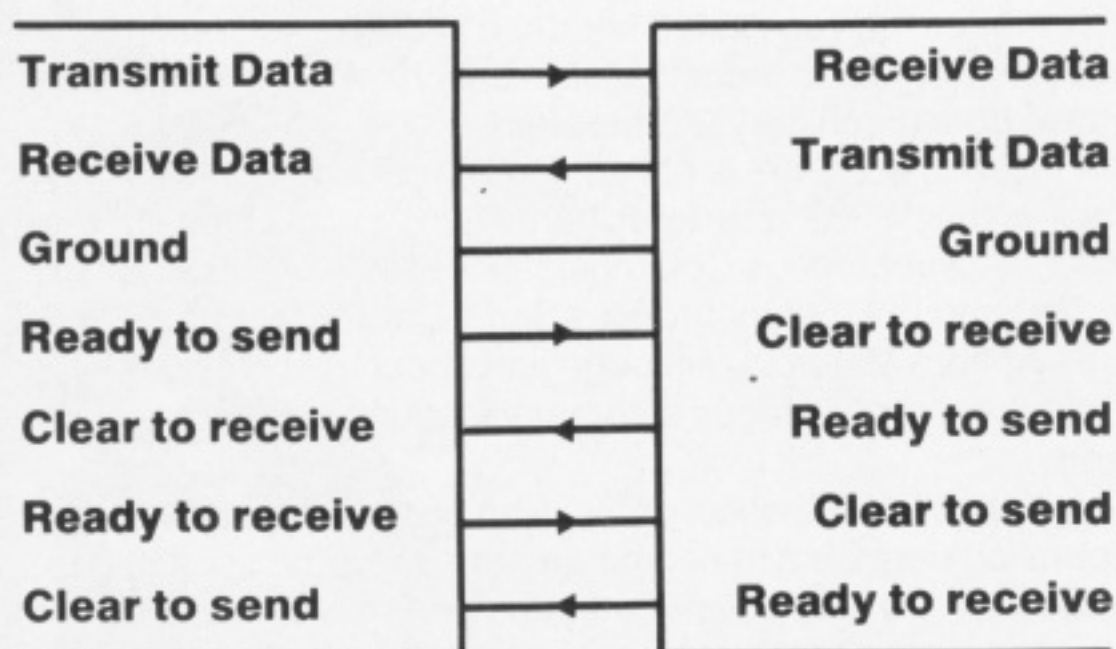 Transmit Data Receive Data
Receive Data Transmit Data
Ground Ground
Ready to send Clear to receive
Clear to receive Ready to send
Ready to receive Clear to send
Clear to send Ready to receive